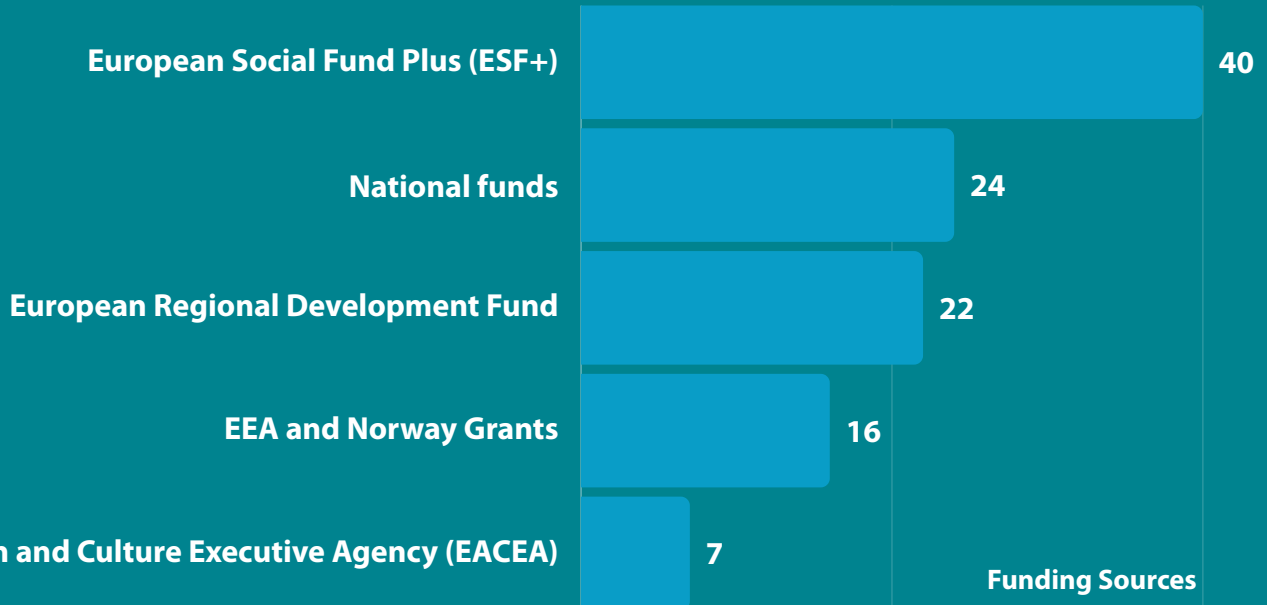 European Social Fund Plus (ESF+) 40
National funds 24
European Regional Development Fund 22
EEA and Norway Grants 16
and Culture Executive Agency (EACEA) 7
Funding Sources